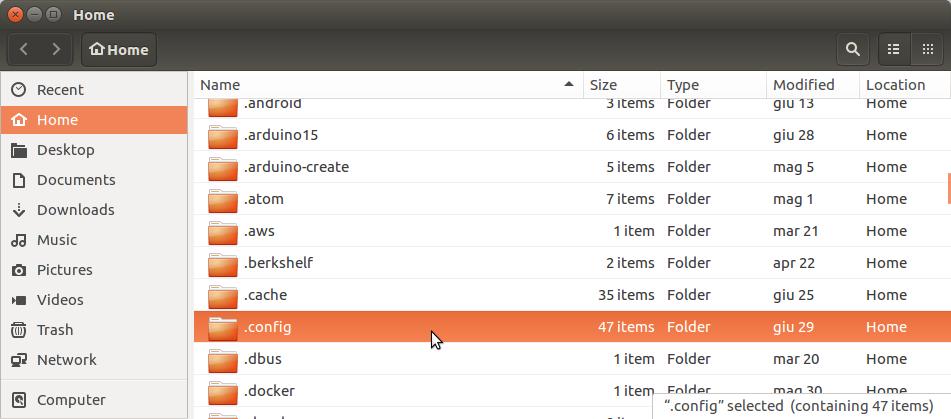 Home
Home
Name Size Type Modified Location
Recent
Home
Desktop
Documents
Downloads
Music
Pictures
Videos
Trash
Network
Computer
.android 3 items Folder giu 13 Home
.arduino15 6 items Folder giu 28 Home
.arduino-create 5 items Folder mag 5 Home
.atom 7 items Folder mag 1 Home
.aws 1 item Folder mar 21 Home
.berkshelf 2 items Folder apr 22 Home
.cache 35 items Folder giu 25 Home
.config 47 items Folder giu 29 Home
.dbus 1 item Folder mar 20 Home
.docker 1 item Folder mag 30 Home
“.config” selected (containing 47 items)